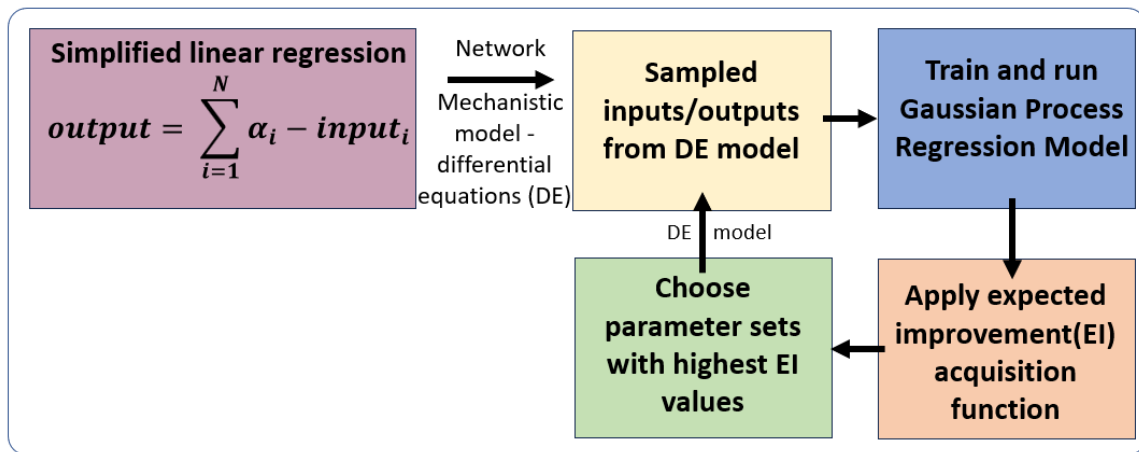 Simplified linear regression
output = \sum_{i=1}^{N} α_i − input_i
Network
Mechanistic
model -
differential
equations (DE)
Sampled
inputs/outputs
from DE model
Train and run
Gaussian Process
Regression Model
DE model
Choose
parameter sets
with highest EI
values
Apply expected
improvement(EI)
acquisition
function